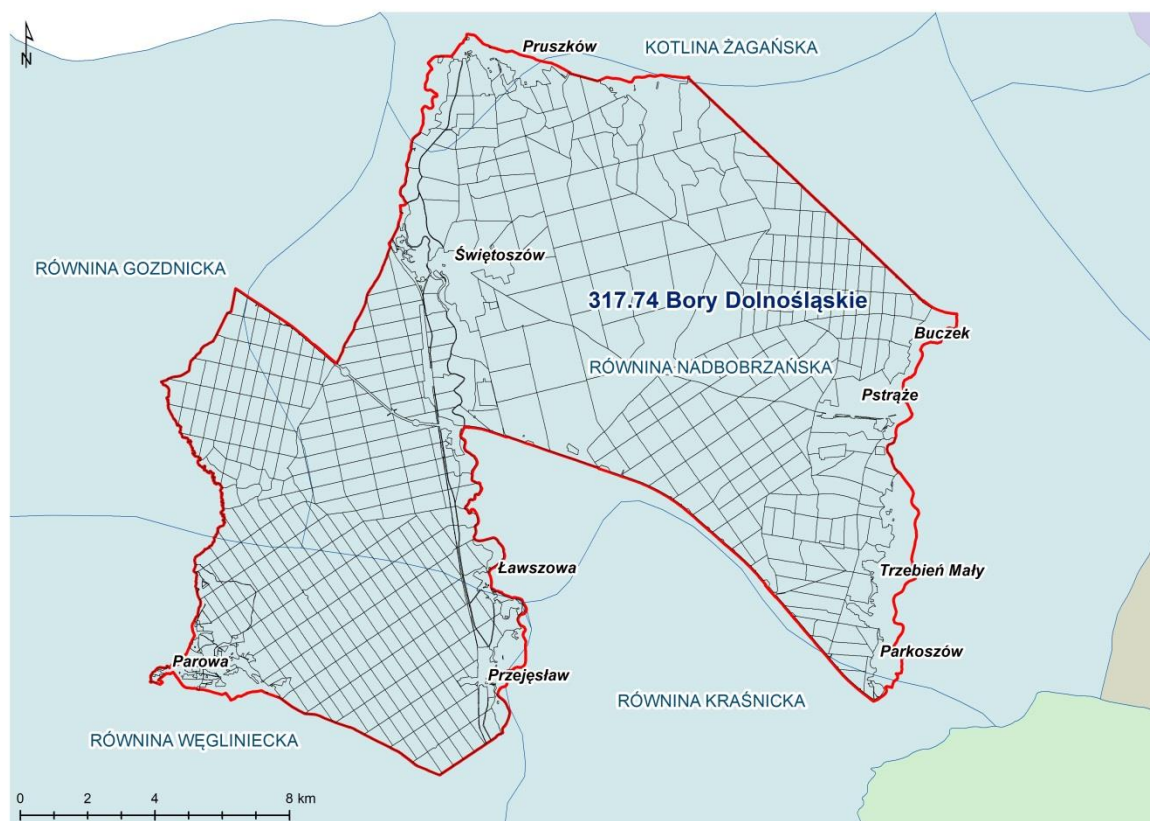 Pruszków
KOTLINA ŻAGAŃSKA
N
Świętoszów
RÓWNINA GOZDNICKA
317.74 Bory Dolnośląskie
Buczek
RÓWNINA NADBOBRZAŃSKA
Pstrąże
Ławszowa
Trzebień Mały
Parkoszów
Parowa
Przejęsław
RÓWNINA KRAŚNICKA
RÓWNINA WĘGLINIECKA
0 2 4 8 km